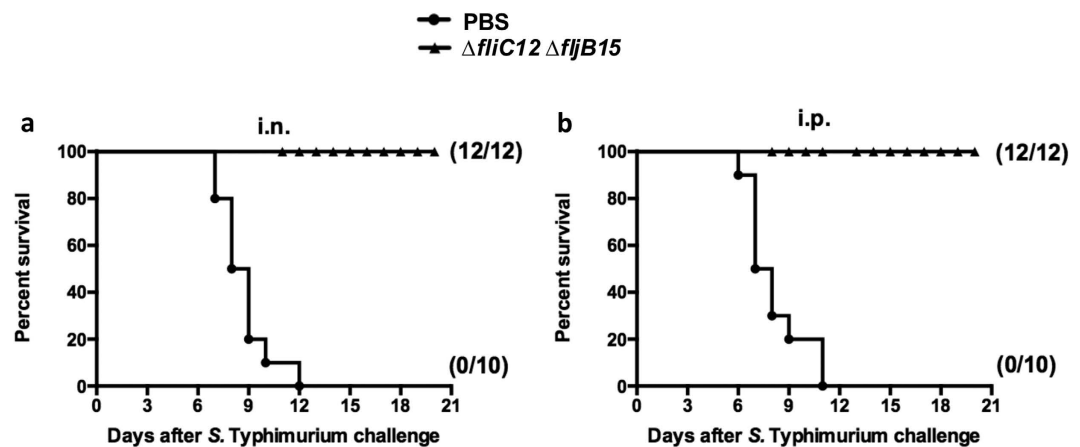 PBS
ΔfliC12 ΔfljB15
a
i.n.
100
80
60
40
20
0
Percent survival
(12/12)
(0/10)
0 3 6 9 12 15 18 21
Days after S. Typhimurium challenge
b
i.p.
100
80
60
40
20
0
Percent survival
(12/12)
(0/10)
0 3 6 9 12 15 18 21
Days after S. Typhimurium challenge